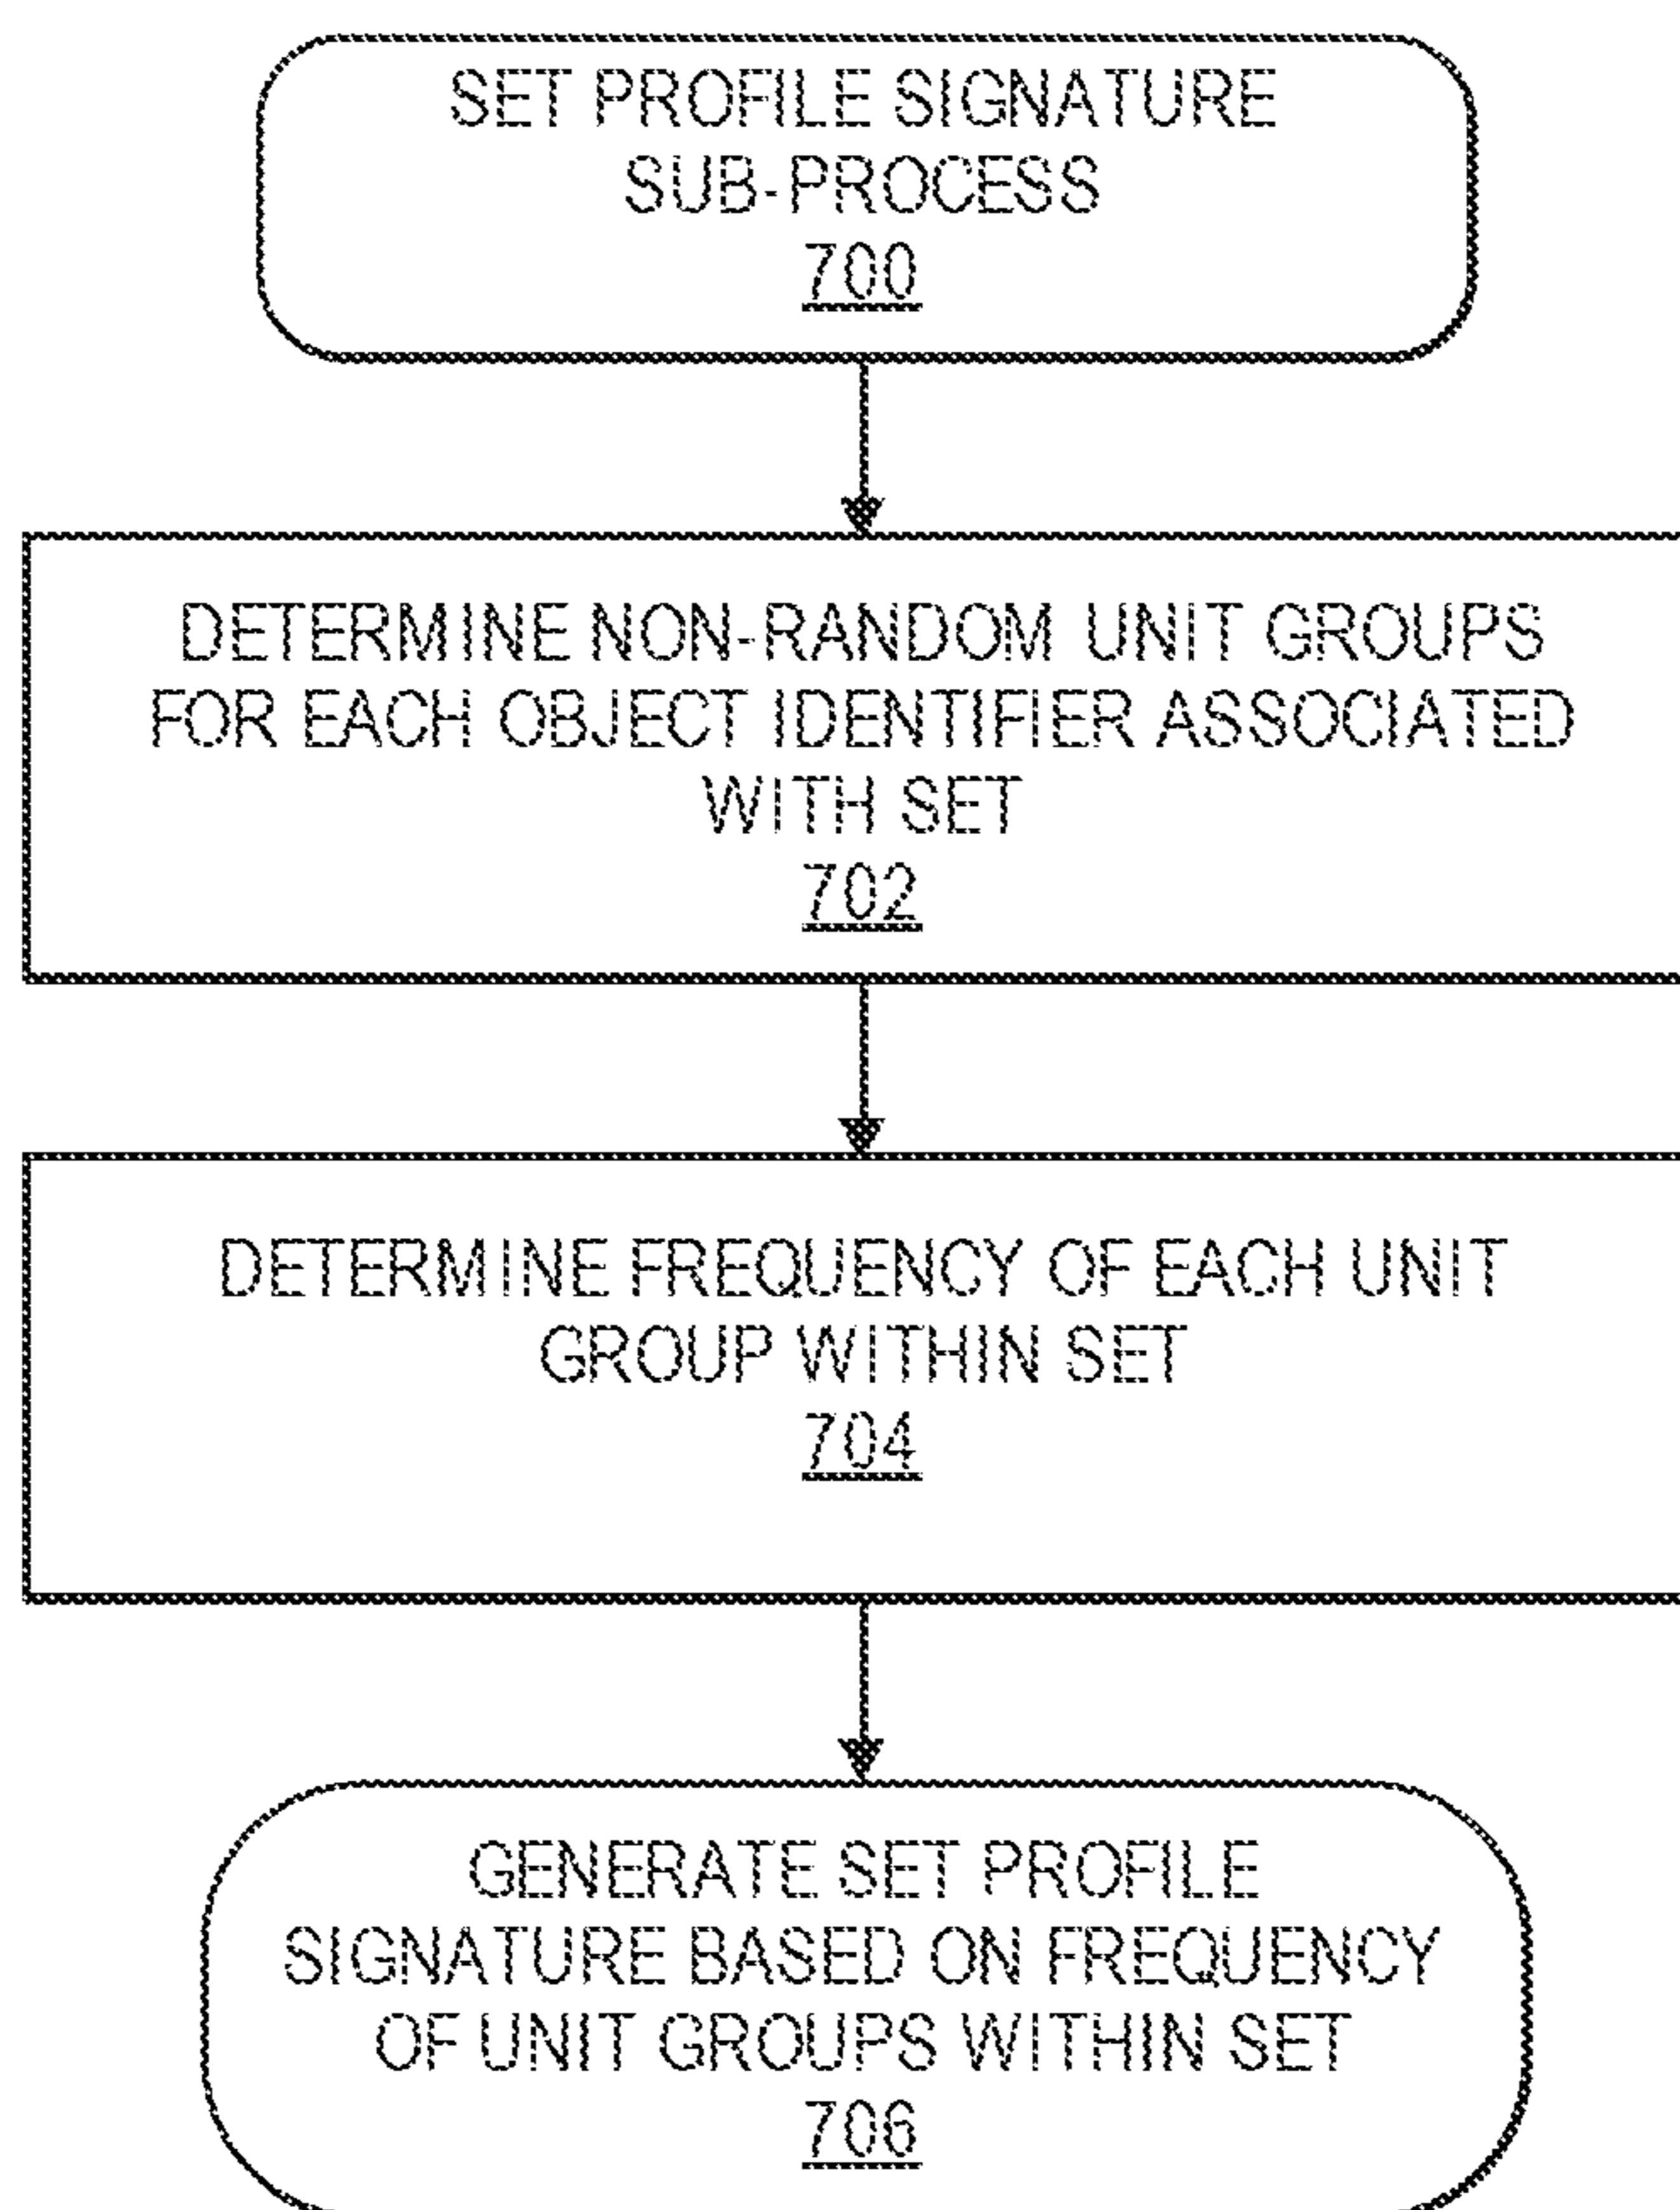 SET PROFILE SIGNATURE
SUB-PROCESS
700
DETERMINE NON-RANDOM UNIT GROUPS
FOR EACH OBJECT IDENTIFIER ASSOCIATED
WITH SET
702
DETERMINE FREQUENCY OF EACH UNIT
GROUP WITHIN SET
704
GENERATE SET PROFILE
SIGNATURE BASED ON FREQUENCY
OF UNIT GROUPS WITHIN SET
706